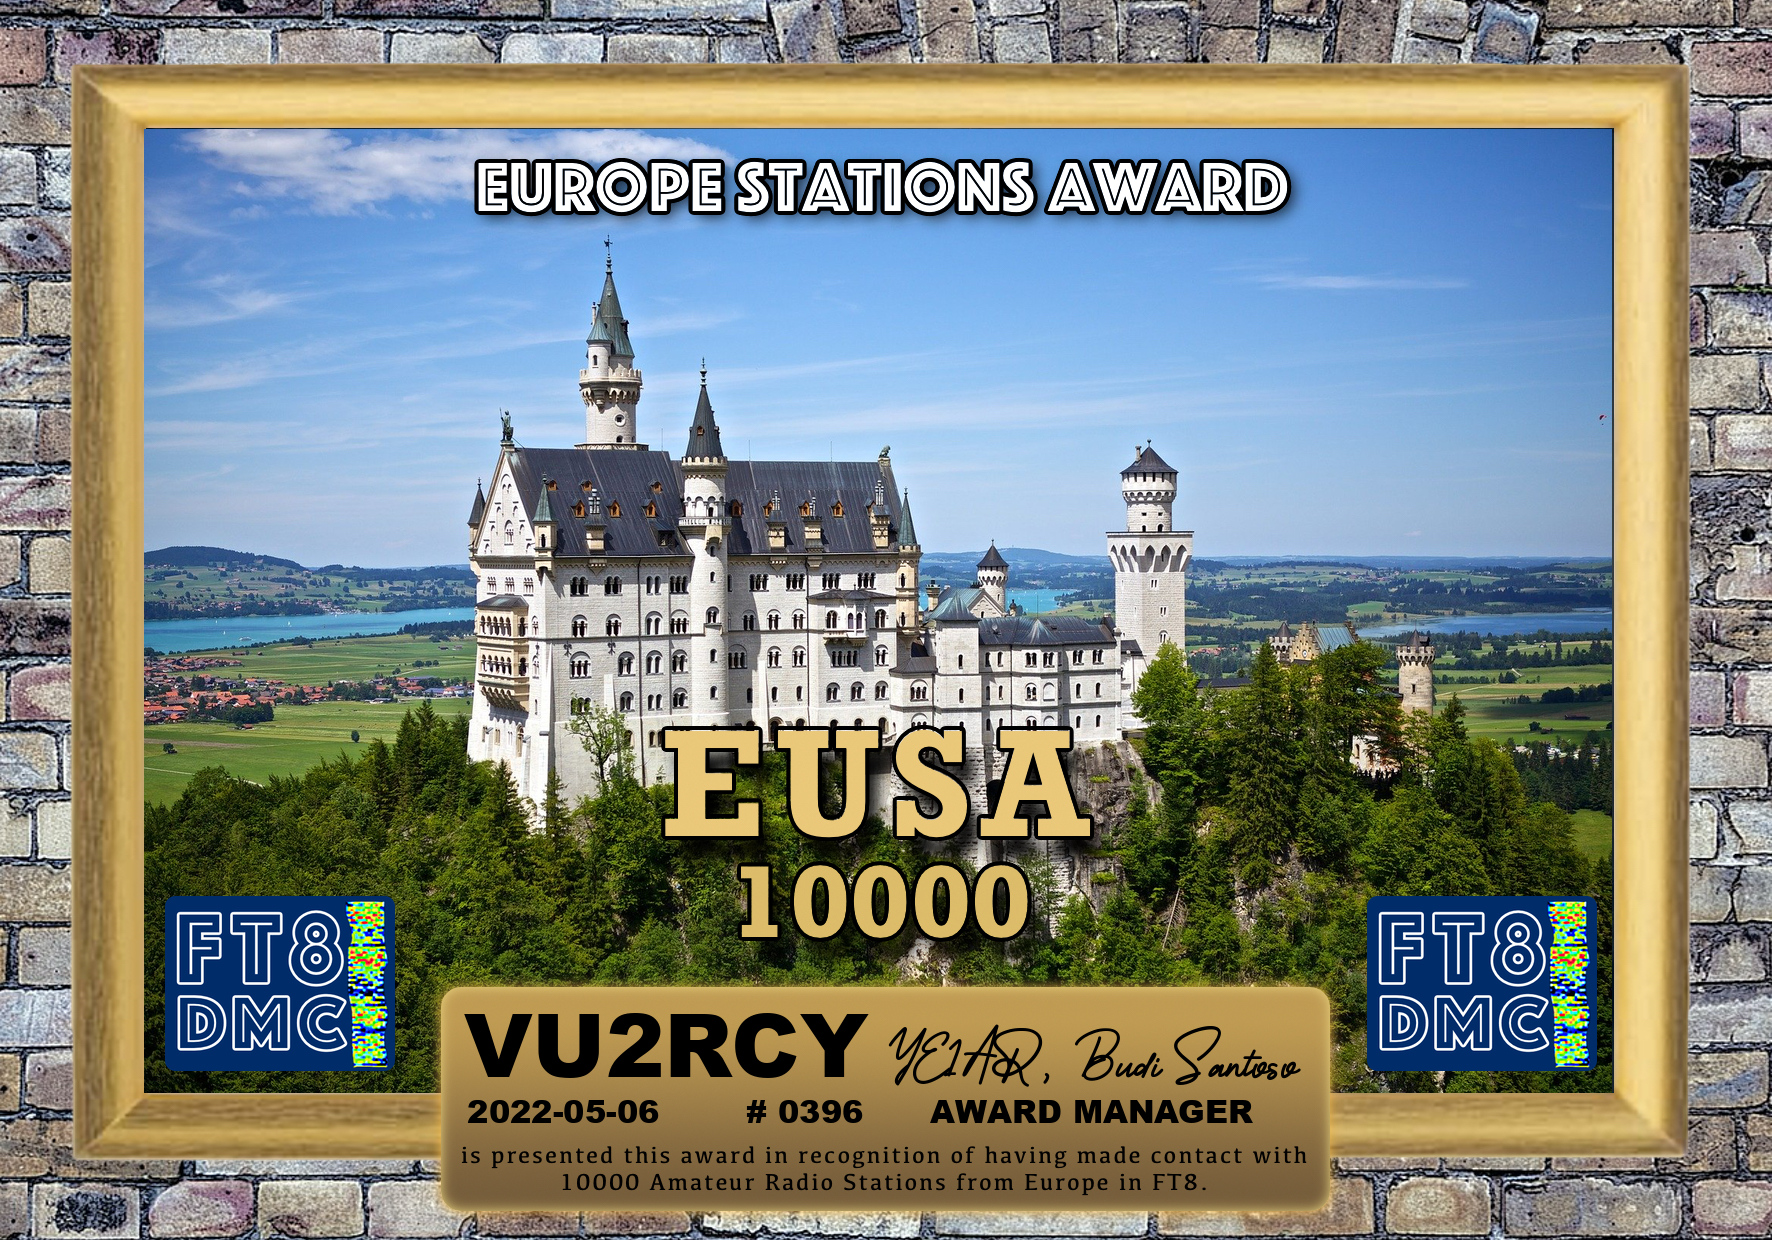 EUROPE STATIONS AWARD
EUSA
10000
FT8
DMC
FT8
DMC
VU2RCY YE1AR, Budi Santoso
2022-05-06 # 0396 AWARD MANAGER
is presented this award in recognition of having made contact with
10000 Amateur Radio Stations from Europe in FT8.